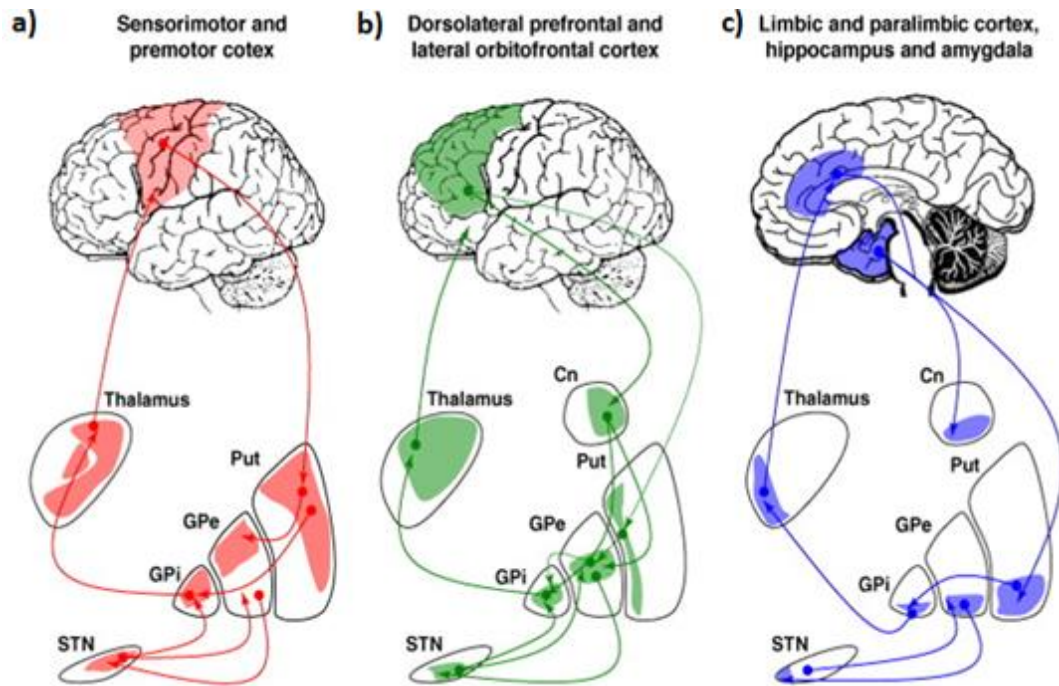 a)
Sensorimotor and
premotor cotex
b)
Dorsolateral prefrontal and
lateral orbitofrontal cortex
c)
Limbic and paralimbic cortex,
hippocampus and amygdala
Thalamus
Put
GPe
GPi
STN
Cn
Thalamus
Put
GPe
GPi
STN
Cn
Thalamus
Put
GPe
GPi
STN